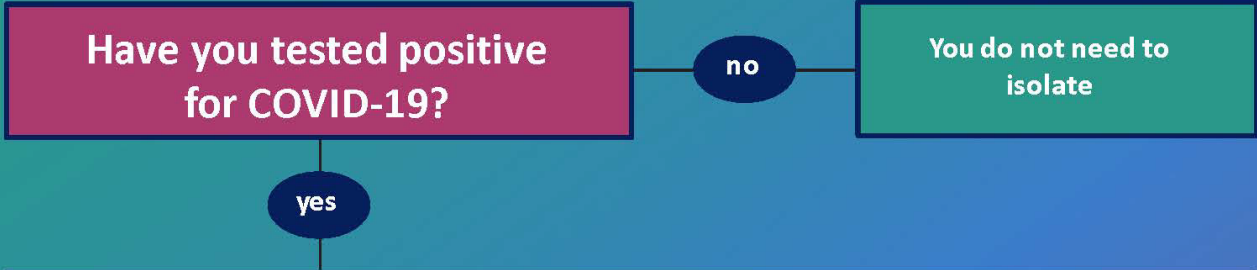 Have you tested positive
for COVID-19?
no
You do not need to
isolate
yes